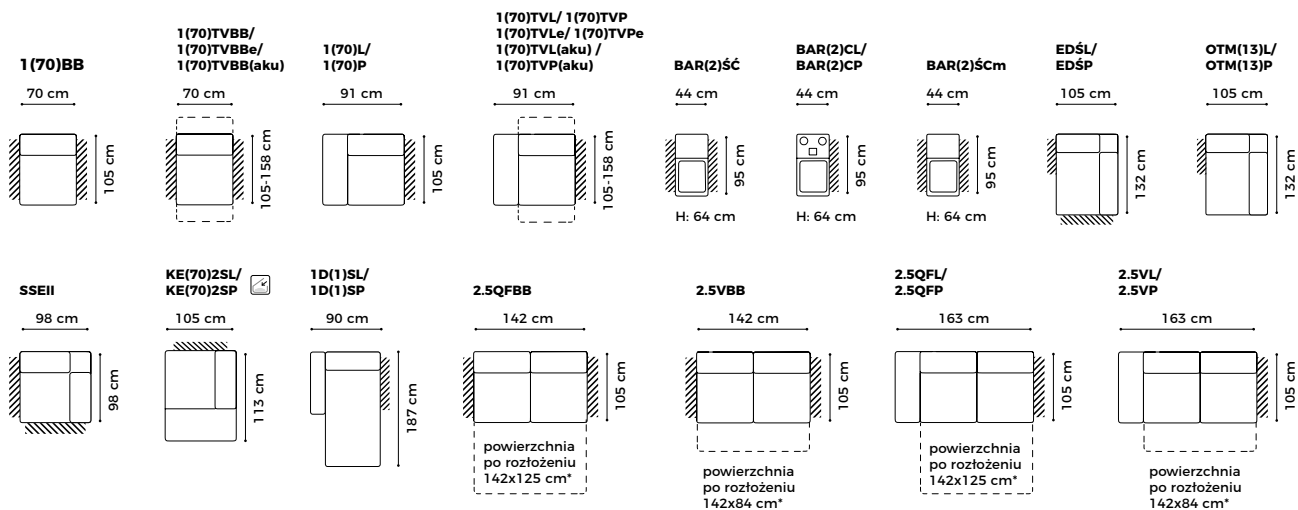 1(70)BB
70 cm
105 cm
1(70)TVBB/
1(70)TVBBe/
1(70)TVBB(aku)
70 cm
105-158 cm
1(70)L/
1(70)P
91 cm
105 cm
1(70)TVL/ 1(70)TVP
1(70)TVLe/ 1(70)TVPe
1(70)TVL(aku) /
1(70)TVP(aku)
91 cm
105-158 cm
BAR(2)ŚĆ
44 cm
95 cm
H: 64 cm
BAR(2)CL/
BAR(2)CP
44 cm
95 cm
H: 64 cm
BAR(2)ŚCm
44 cm
95 cm
H: 64 cm
EDŚL/
EDŚP
105 cm
132 cm
OTM(13)L/
OTM(13)P
105 cm
132 cm
SSEII
98 cm
98 cm
KE(70)2SL/
KE(70)2SP
105 cm
113 cm
1D(1)SL/
1D(1)SP
90 cm
187 cm
2.5QFBB
142 cm
105 cm
powierzchnia
po rozłożeniu
142x125 cm*
2.5VBB
142 cm
105 cm
powierzchnia
po rozłożeniu
142x84 cm*
2.5QFL/
2.5QFP
163 cm
105 cm
powierzchnia
po rozłożeniu
142x125 cm*
2.5VL/
2.5VP
163 cm
105 cm
powierzchnia
po rozłożeniu
142x84 cm*